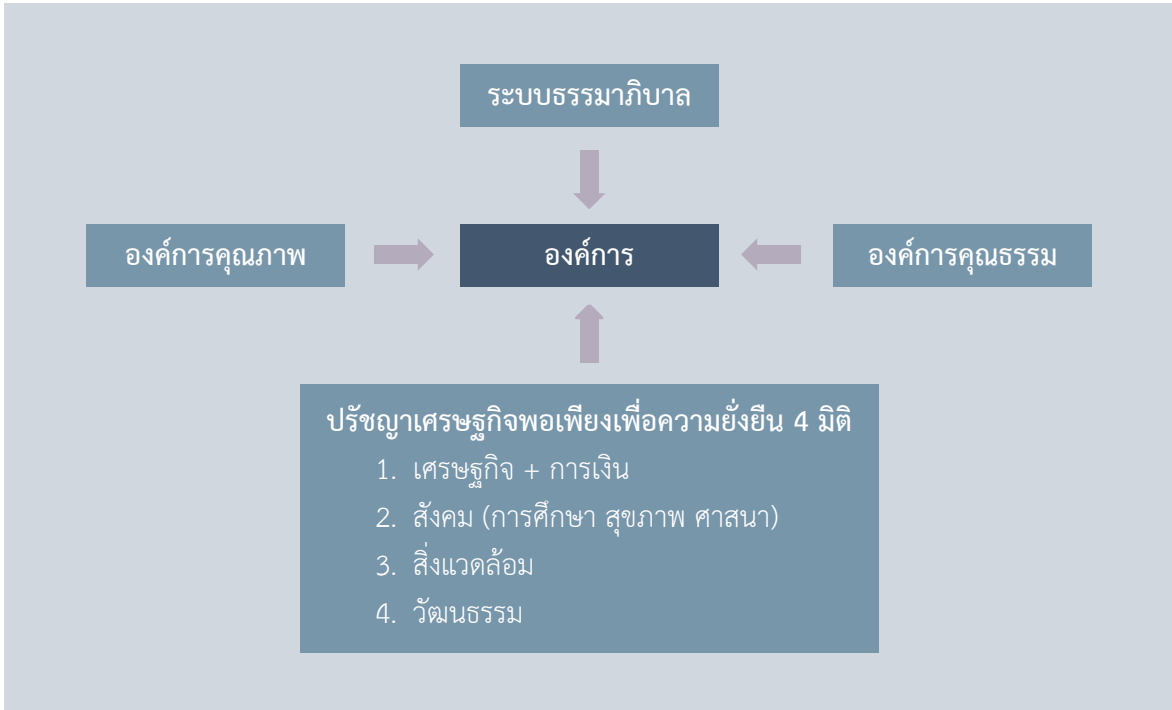 ระบบธรรมาภิบาล
องค์การคุณภาพ
องค์การ
องค์การคุณธรรม
ปรัชญาเศรษฐกิจพอเพียงเพื่อความยั่งยืน 4 มิติ
1. เศรษฐกิจ + การเงิน
2. สังคม (การศึกษา สุขภาพ ศาสนา)
3. สิ่งแวดล้อม
4. วัฒนธรรม